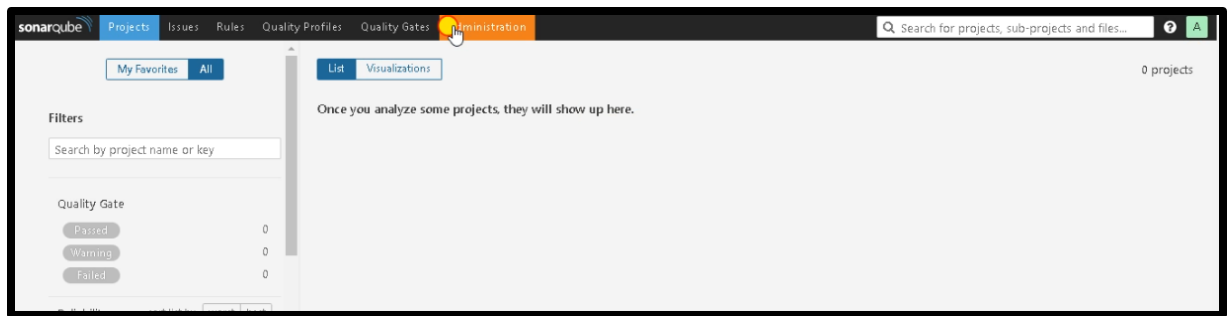 sonarqube Projects Issues Rules Quality Profiles Quality Gates ministration Search for projects, sub-projects and files... ? A
My Favorites All List Visualizations 0 projects
Once you analyze some projects, they will show up here.
Filters
Search by project name or key
Quality Gate
Passed 0
Warning 0
Failed 0